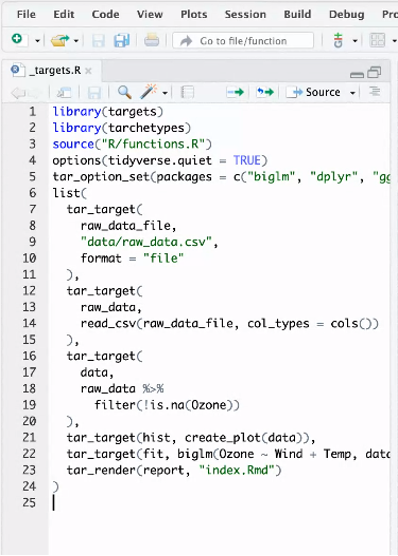 File Edit Code View Plots Session Build Debug
Go to file/function
_targets.R
Source
1 library(targets)
2 library(tarchetypes)
3 source("R/functions.R")
4 options(tidyverse.quiet = TRUE)
5 tar_option_set(packages = c("biglm", "dplyr", "gg
6 list(
7 tar_target(
8 raw_data_file,
9 "data/raw_data.csv",
10 format = "file"
11 ),
12 tar_target(
13 raw_data,
14 read_csv(raw_data_file, col_types = cols())
15 ),
16 tar_target(
17 data,
18 raw_data %>%
19 filter(!is.na(Ozone))
20 ),
21 tar_target(hist, create_plot(data)),
22 tar_target(fit, biglm(Ozone ~ Wind + Temp, data
23 tar_render(report, "index.Rmd")
24 )
25